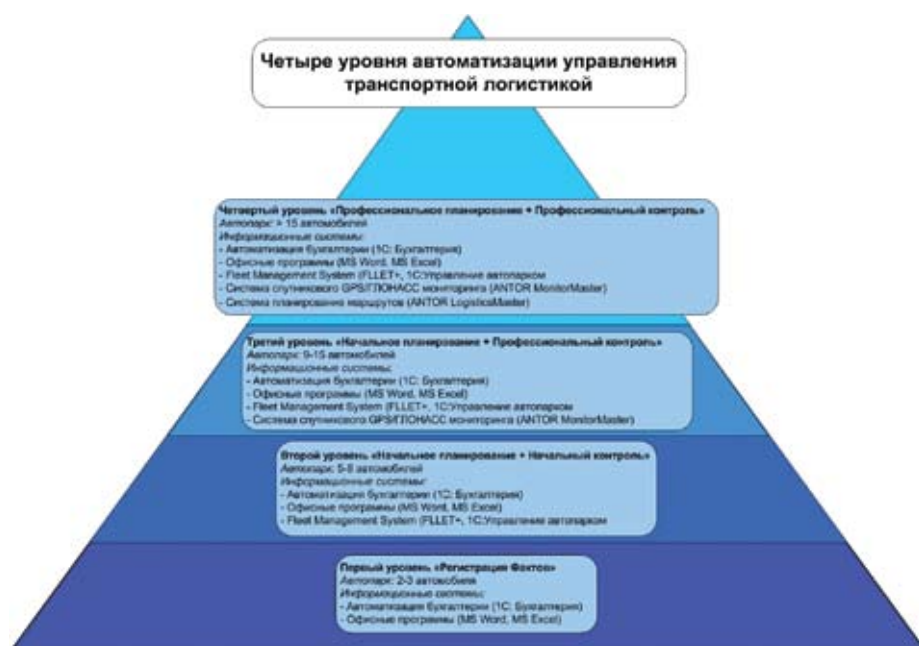 Четыре уровня автоматизации управления
транспортной логистикой
Четвертый уровень «Профессиональное планирование + Профессиональный контроль»
Автопарк: > 15 автомобилей
Информационные системы:
- Автоматизация бухгалтерии (1С: Бухгалтерия)
- Офисные программы (MS Word, MS Excel)
- Fleet Management System (FLLET+, 1С:Управление автопарком
- Система спутникового GPS/ГЛОНАСС мониторинга (ANTOR MonitorMaster)
- Система планирования маршрутов (ANTOR LogisticsMaster)
Третий уровень «Начальное планирование + Профессиональный контроль»
Автопарк: 9-15 автомобилей
Информационные системы:
- Автоматизация бухгалтерии (1С: Бухгалтерия)
- Офисные программы (MS Word, MS Excel)
- Fleet Management System (FLLET+, 1С:Управление автопарком
- Система спутникового GPS/ГЛОНАСС мониторинга (ANTOR MonitorMaster)
Второй уровень «Начальное планирование + Начальный контроль»
Автопарк: 5-8 автомобилей
Информационные системы:
- Автоматизация бухгалтерии (1С: Бухгалтерия)
- Офисные программы (MS Word, MS Excel)
- Fleet Management System (FLLET+, 1С:Управление автопарком
Первый уровень «Регистрация Фактов»
Автопарк: 2-3 автомобиля
Информационные системы:
- Автоматизация бухгалтерии (1С: Бухгалтерия)
- Офисные программы (MS Word, MS Excel)